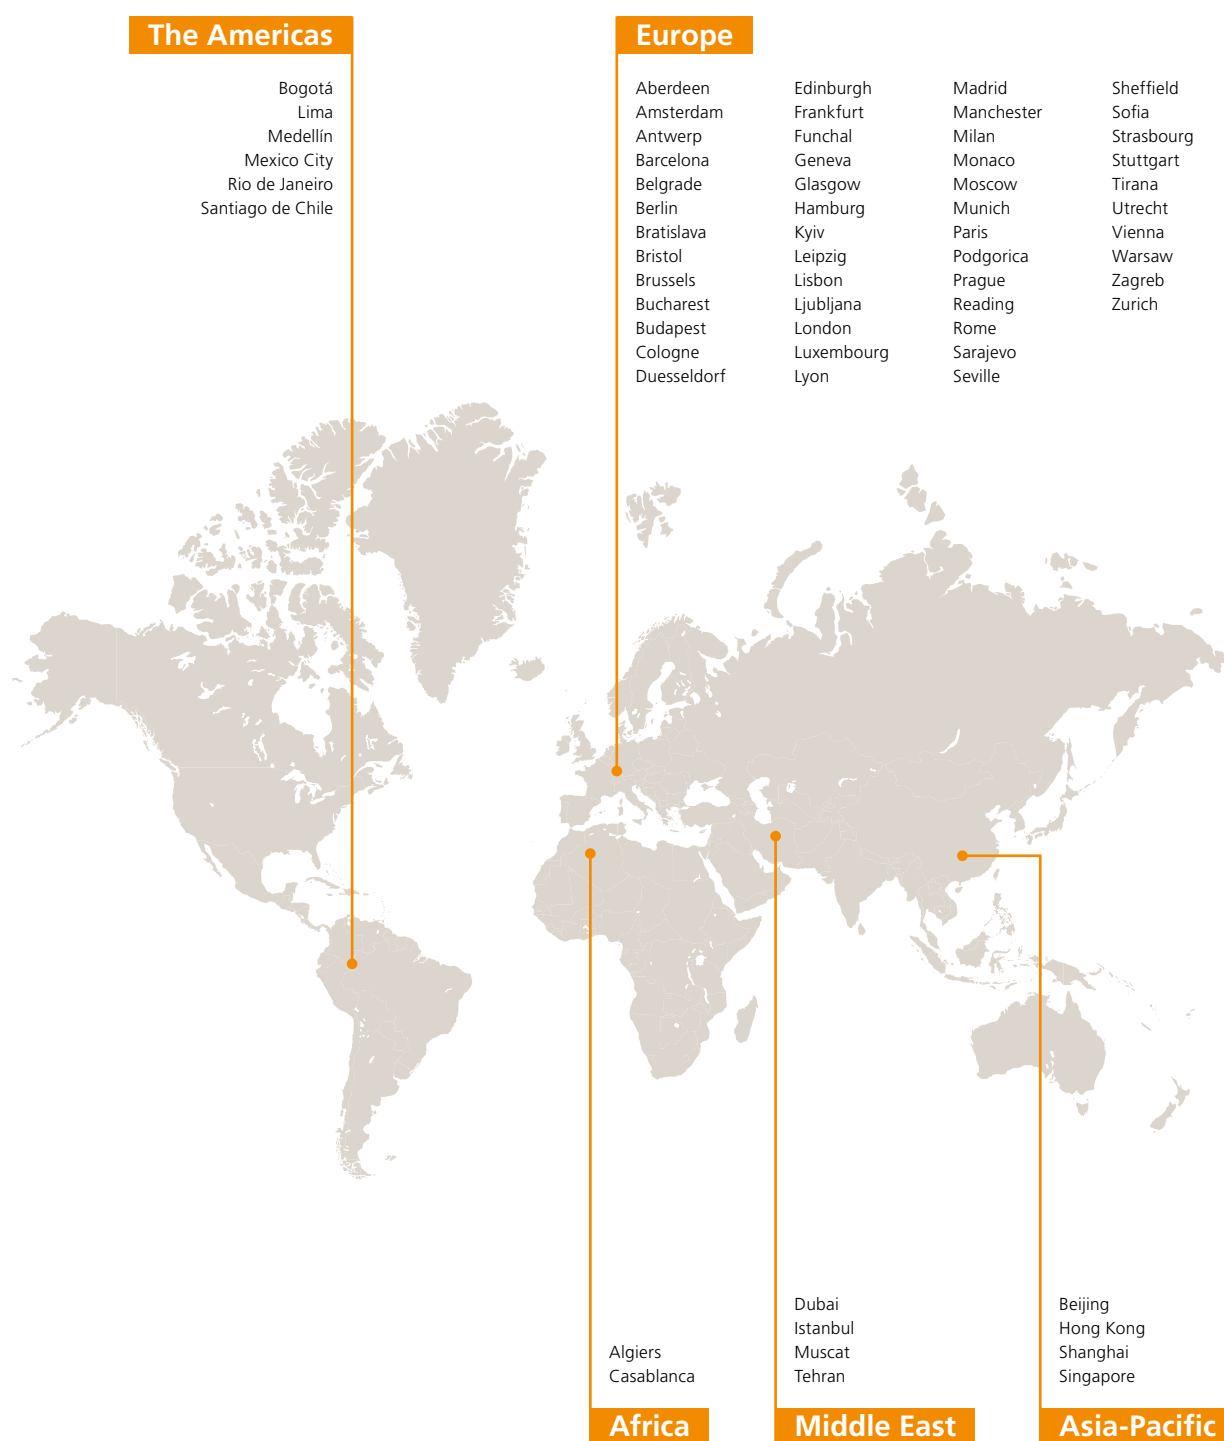 The Americas
Bogotá
Lima
Medellín
Mexico City
Rio de Janeiro
Santiago de Chile
Europe
Aberdeen
Amsterdam
Antwerp
Barcelona
Belgrade
Berlin
Bratislava
Bristol
Brussels
Bucharest
Budapest
Cologne
Duesseldorf
Edinburgh
Frankfurt
Funchal
Geneva
Glasgow
Hamburg
Kyiv
Leipzig
Lisbon
Ljubljana
London
Luxembourg
Lyon
Madrid
Manchester
Milan
Monaco
Moscow
Munich
Paris
Podgorica
Prague
Reading
Rome
Sarajevo
Seville
Sheffield
Sofia
Strasbourg
Stuttgart
Tirana
Utrecht
Vienna
Warsaw
Zagreb
Zurich
Algiers
Casablanca
Africa
Dubai
Istanbul
Muscat
Tehran
Middle East
Beijing
Hong Kong
Shanghai
Singapore
Asia-Pacific